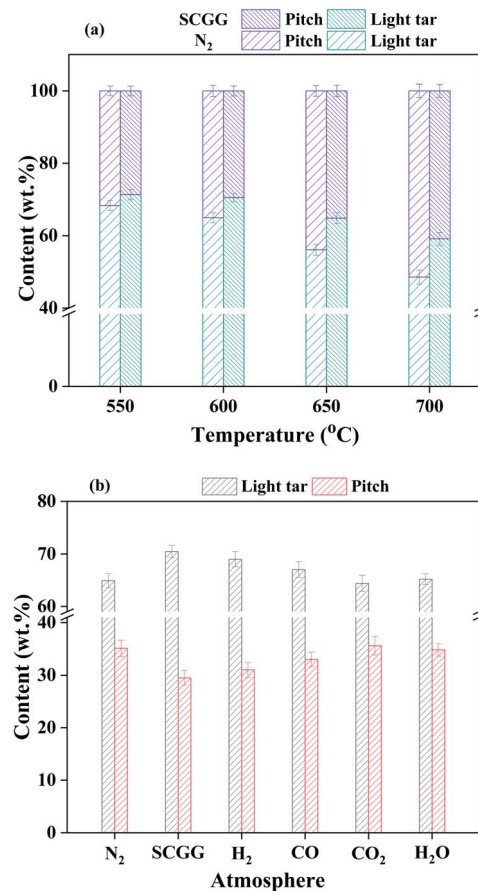 (a)
SCGG Pitch Light tar
N₂ Pitch Light tar
100
80
60
40
0
Content (wt.%)
550 600 650 700
Temperature (°C)
(b)
Light tar Pitch
80
70
60
40
30
20
10
0
Content (wt.%)
N₂ SCGG H₂ CO CO₂ H₂O
Atmosphere